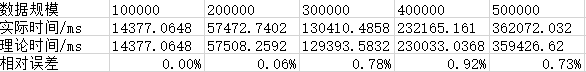 数据规模 100000 200000 300000 400000 500000
实际时间/ms 14377.0648 57472.7402 130410.4858 232165.161 362072.032
理论时间/ms 14377.0648 57508.2592 129393.5832 230033.0368 359426.62
相对误差 0.00% 0.06% 0.78% 0.92% 0.73%